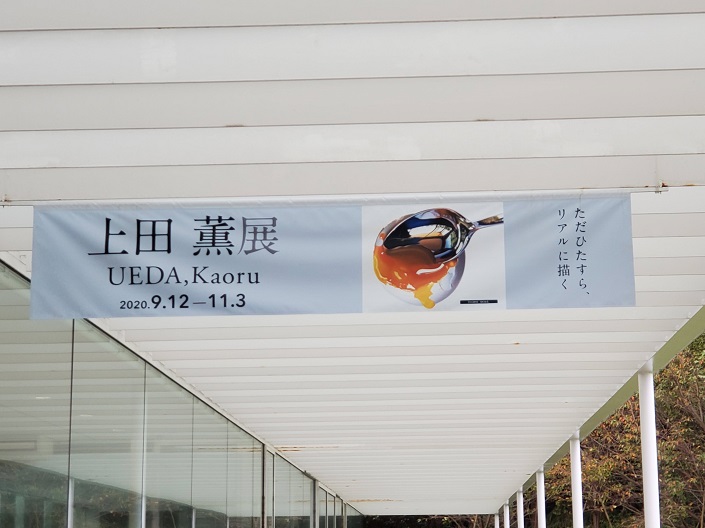 上田 薫展
UEDA,Kaoru
2020.9.12—11.3
ただひたすら、
リアルに描く